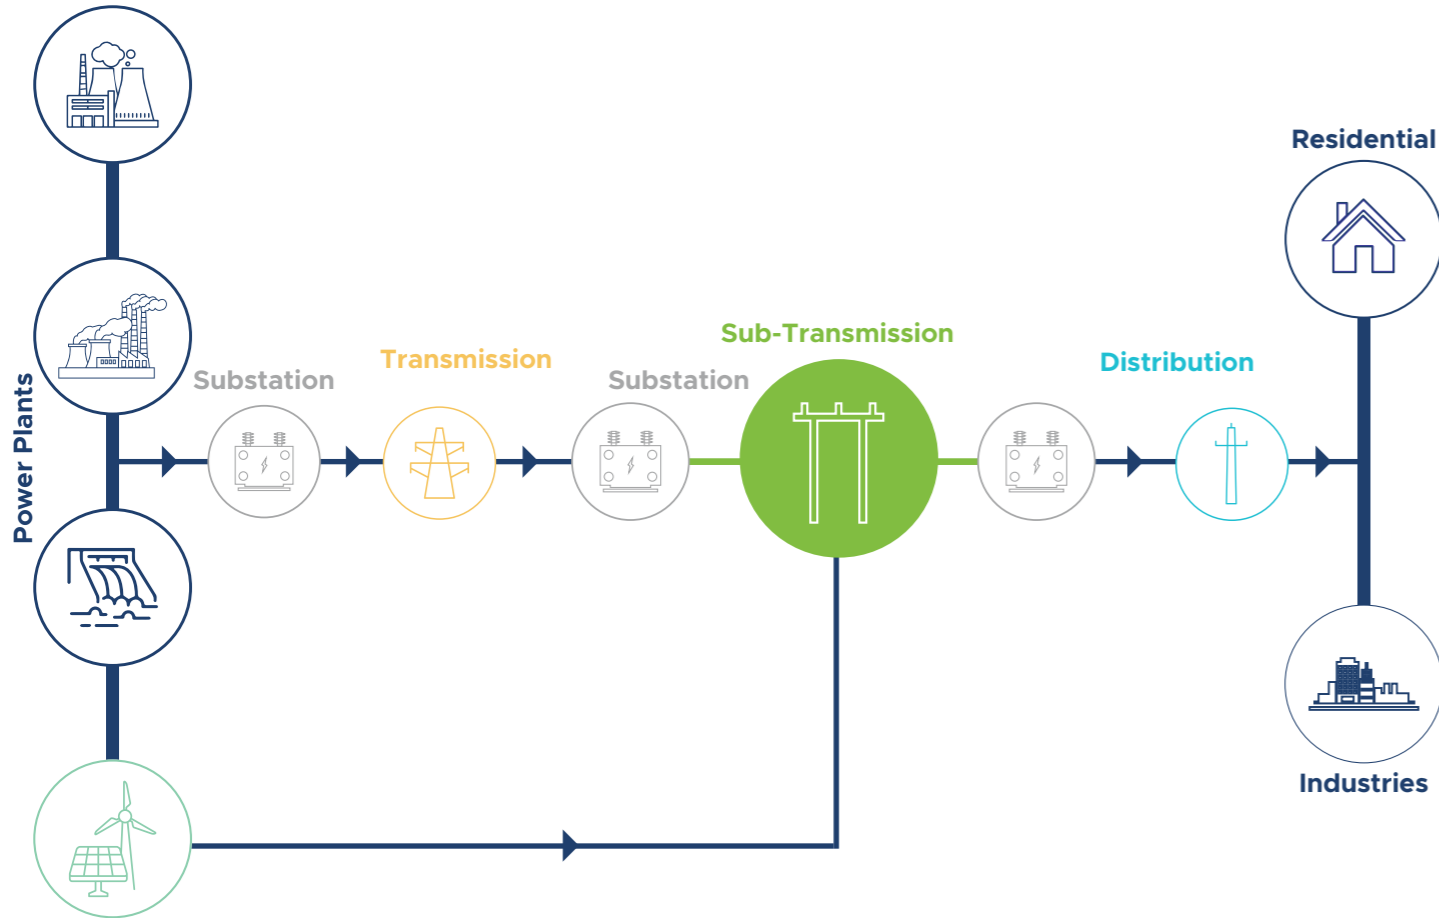 Residential
Sub-Transmission
Transmission
Distribution
Substation
Substation
Power Plants
Industries